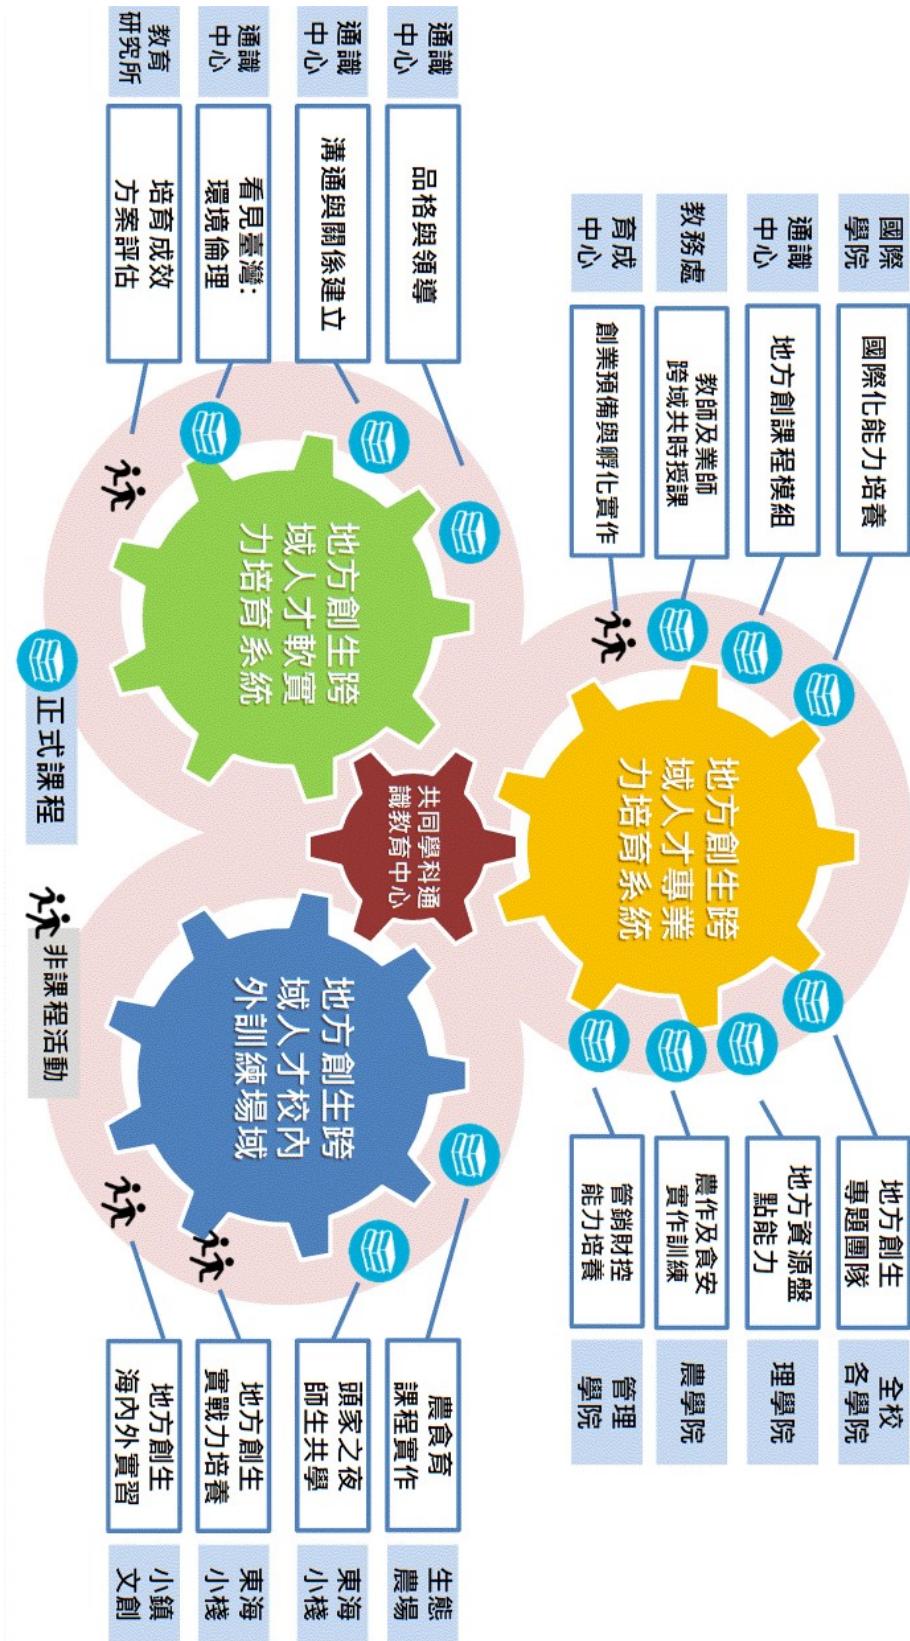 國際
學院
國際化能力培養
通識
中心
地方創課程模組
教務處
教師及業師
跨域共時授課
育成
中心
創業預備與孵化實作
地方創生跨
域人才專業
力培育系統
地方創生
專題團隊
全校
各學院
地方資源盤
點能力
理學院
農作及食安
實作訓練
農學院
管銷財控
能力培養
管理
學院
通識
中心
品格與領導
通識
中心
溝通與關係建立
通識
中心
看見臺灣：
環境倫理
教育
研究所
培育成效
方案評估
地方創生跨
域人才軟實
力培育系統
共同學科通
識教育中心
地方創生跨
域人才校內
外訓練場域
農食育
課程實作
生態
農場
頭家之夜
師生共學
東海
小棧
地方創生
實戰力培養
東海
小棧
地方創生
海內外實習
小鎮
文創
正式課程
非課程活動